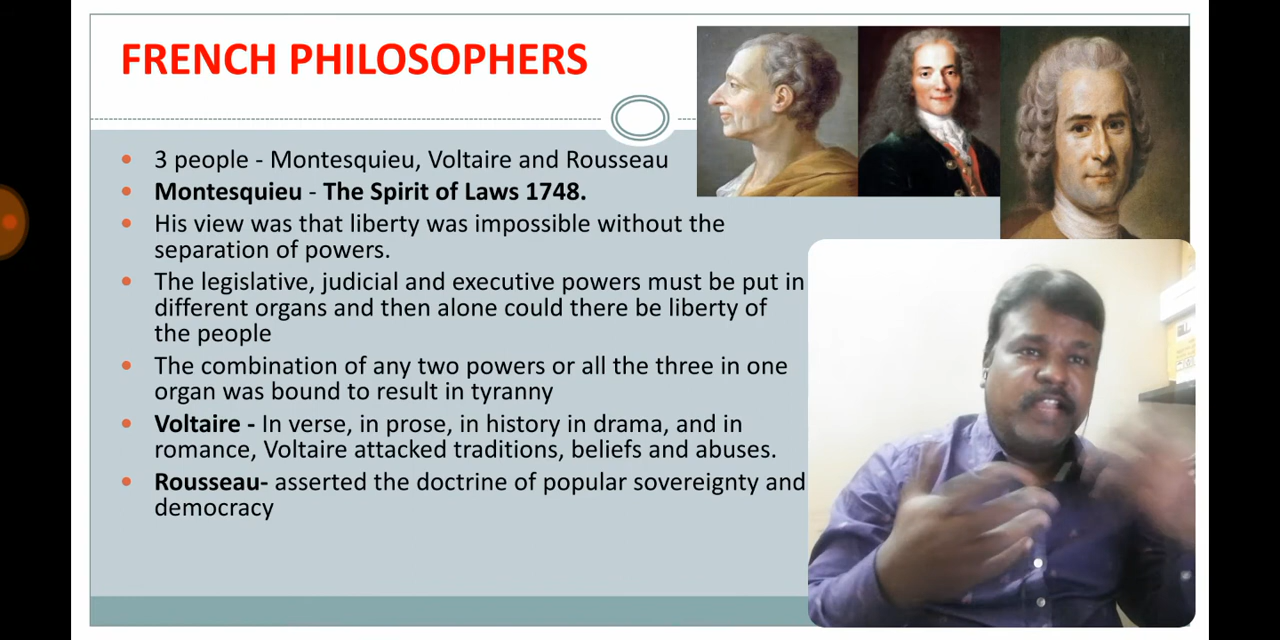 FRENCH PHILOSOPHERS
3 people - Montesquieu, Voltaire and Rousseau
Montesquieu - The Spirit of Laws 1748.
His view was that liberty was impossible without the
separation of powers.
The legislative, judicial and executive powers must be put in
different organs and then alone could there be liberty of
the people
The combination of any two powers or all the three in one
organ was bound to result in tyranny
Voltaire - In verse, in prose, in history in drama, and in
romance, Voltaire attacked traditions, beliefs and abuses.
Rousseau- asserted the doctrine of popular sovereignty and
democracy